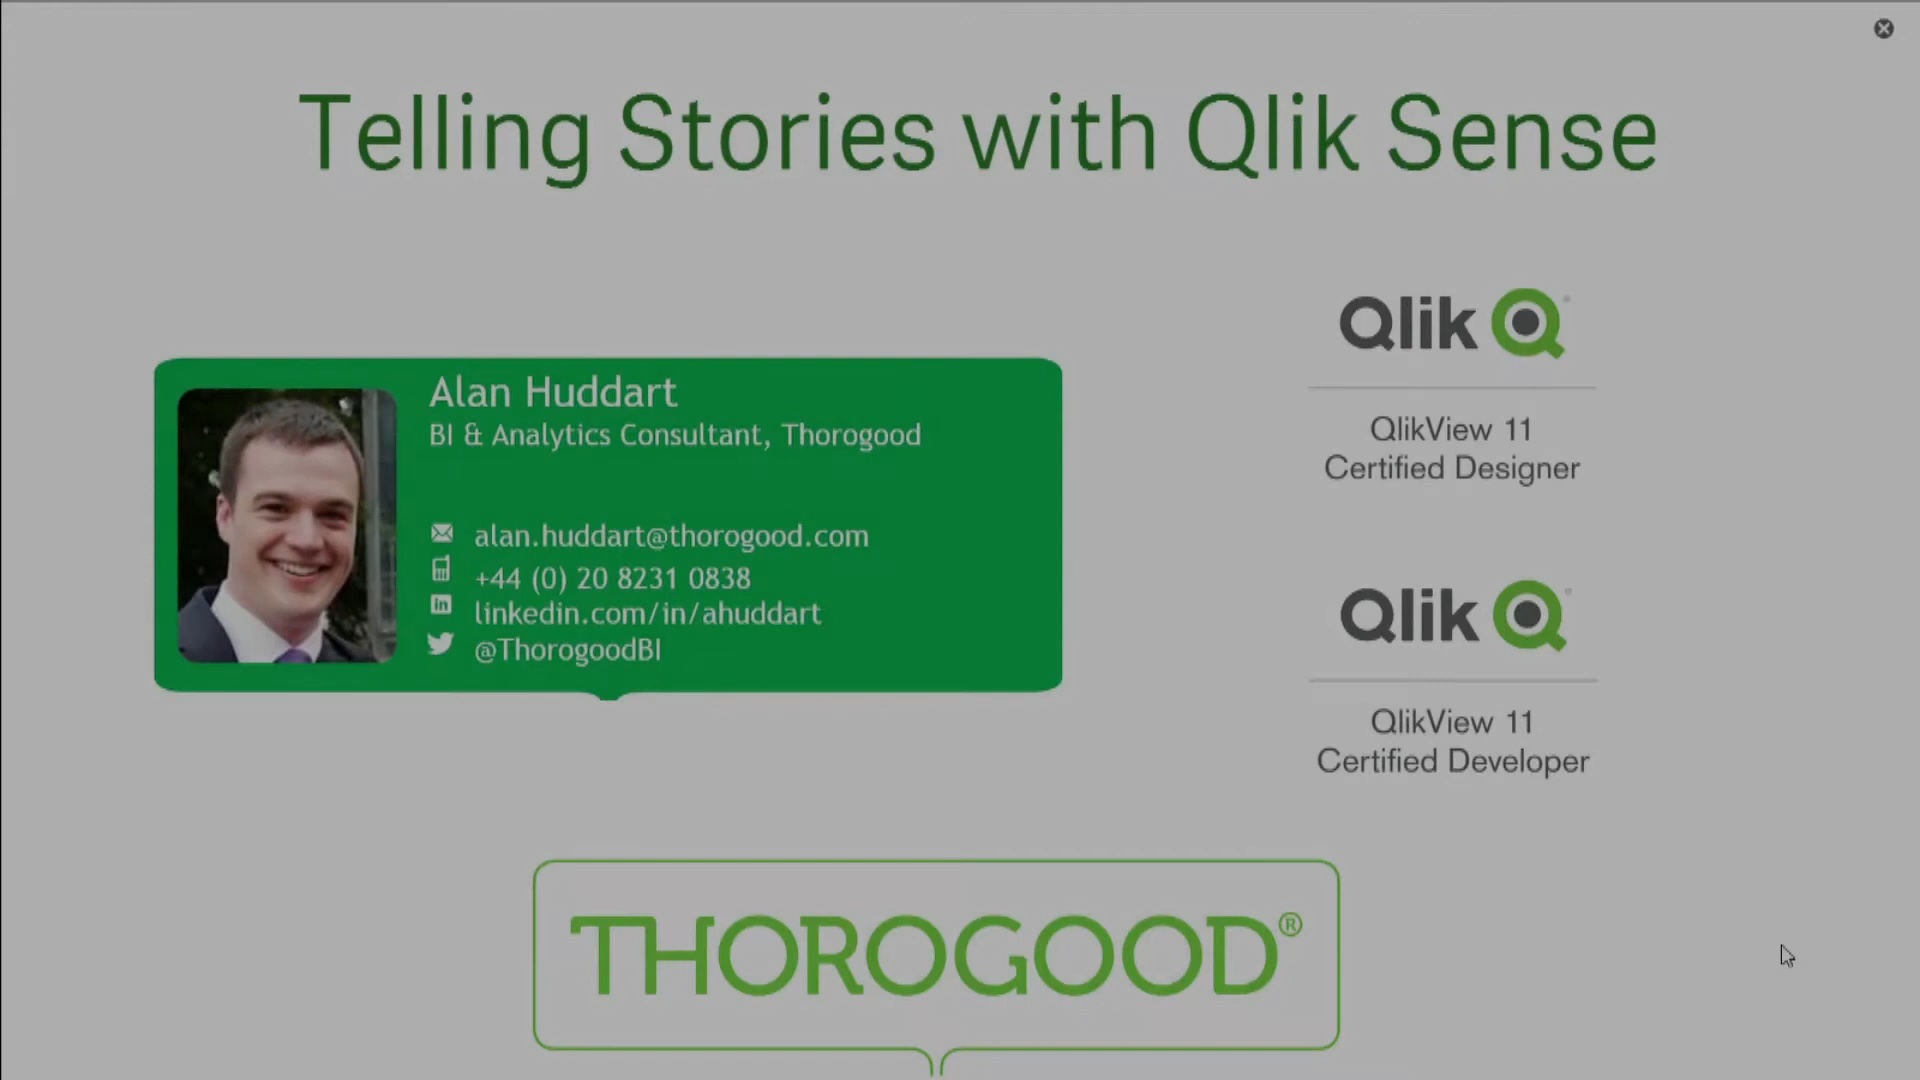 Telling Stories with Qlik Sense
Alan Huddart
BI & Analytics Consultant, Thorogood
alan.huddart@thorogood.com
+44 (0) 20 8231 0838
linkedin.com/in/ahuddart
@ThorogoodBI
Qlik
QlikView 11
Certified Designer
Qlik
QlikView 11
Certified Developer
THOROGOOD®